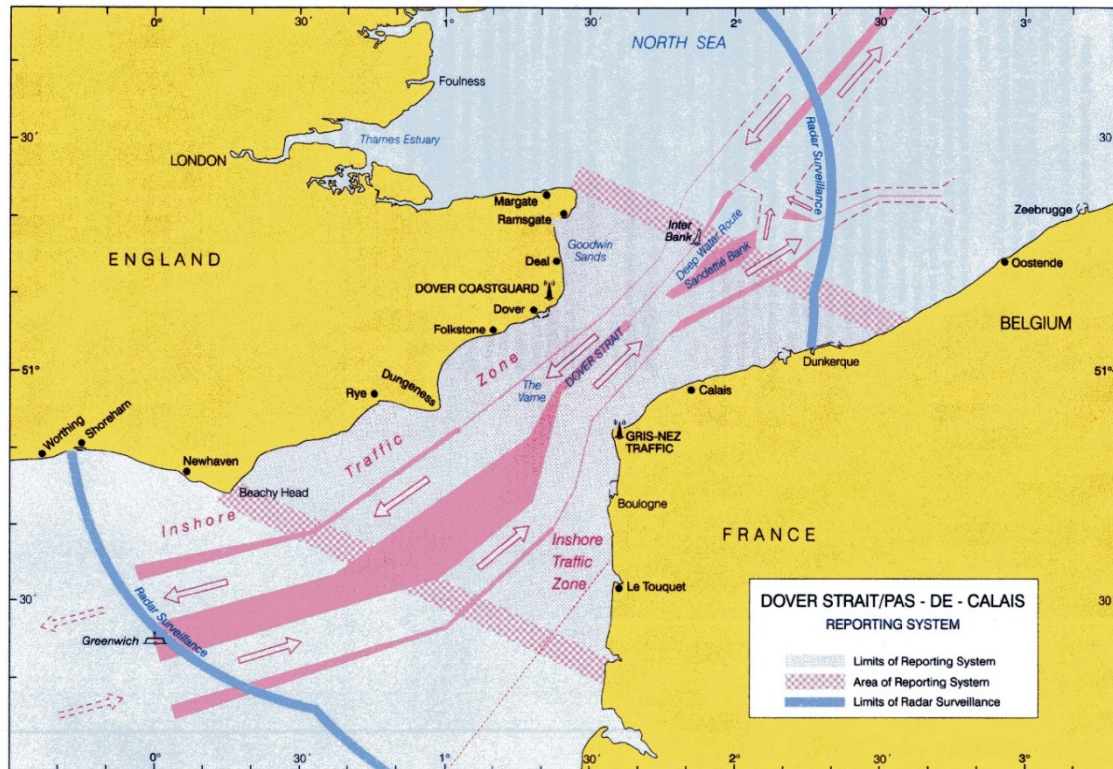 0°
30´
1°
30´
2°
30´
3°
NORTH SEA
Foulness
Thames Estuary
30´
30
LONDON
Radar Surveillance
Margate
Ramsgate
Inter
Bank
Zeebrugge
Goodwin
Sands
Deep Water Route
Sandettié Bank
ENGLAND
Deal
Oostende
DOVER COASTGUARD
Dover
Folkstone
BELGIUM
DOVER STRAIT
Dunkerque
51°
51°
Zone
The
Varne
Calais
Rye
Dungeness
GRIS-NEZ
TRAFFIC
Worthing
Shoreham
Traffic
Newhaven
Beachy Head
Boulogne
Inshore
FRANCE
Inshore
Traffic
Zone
Le Touquet
30´
30
Radar Surveillance
Greenwich
DOVER STRAIT/PAS - DE - CALAIS
REPORTING SYSTEM
Limits of Reporting System
Area of Reporting System
Limits of Radar Surveillance
0°
30´
1°
30´
2°
30´
3°